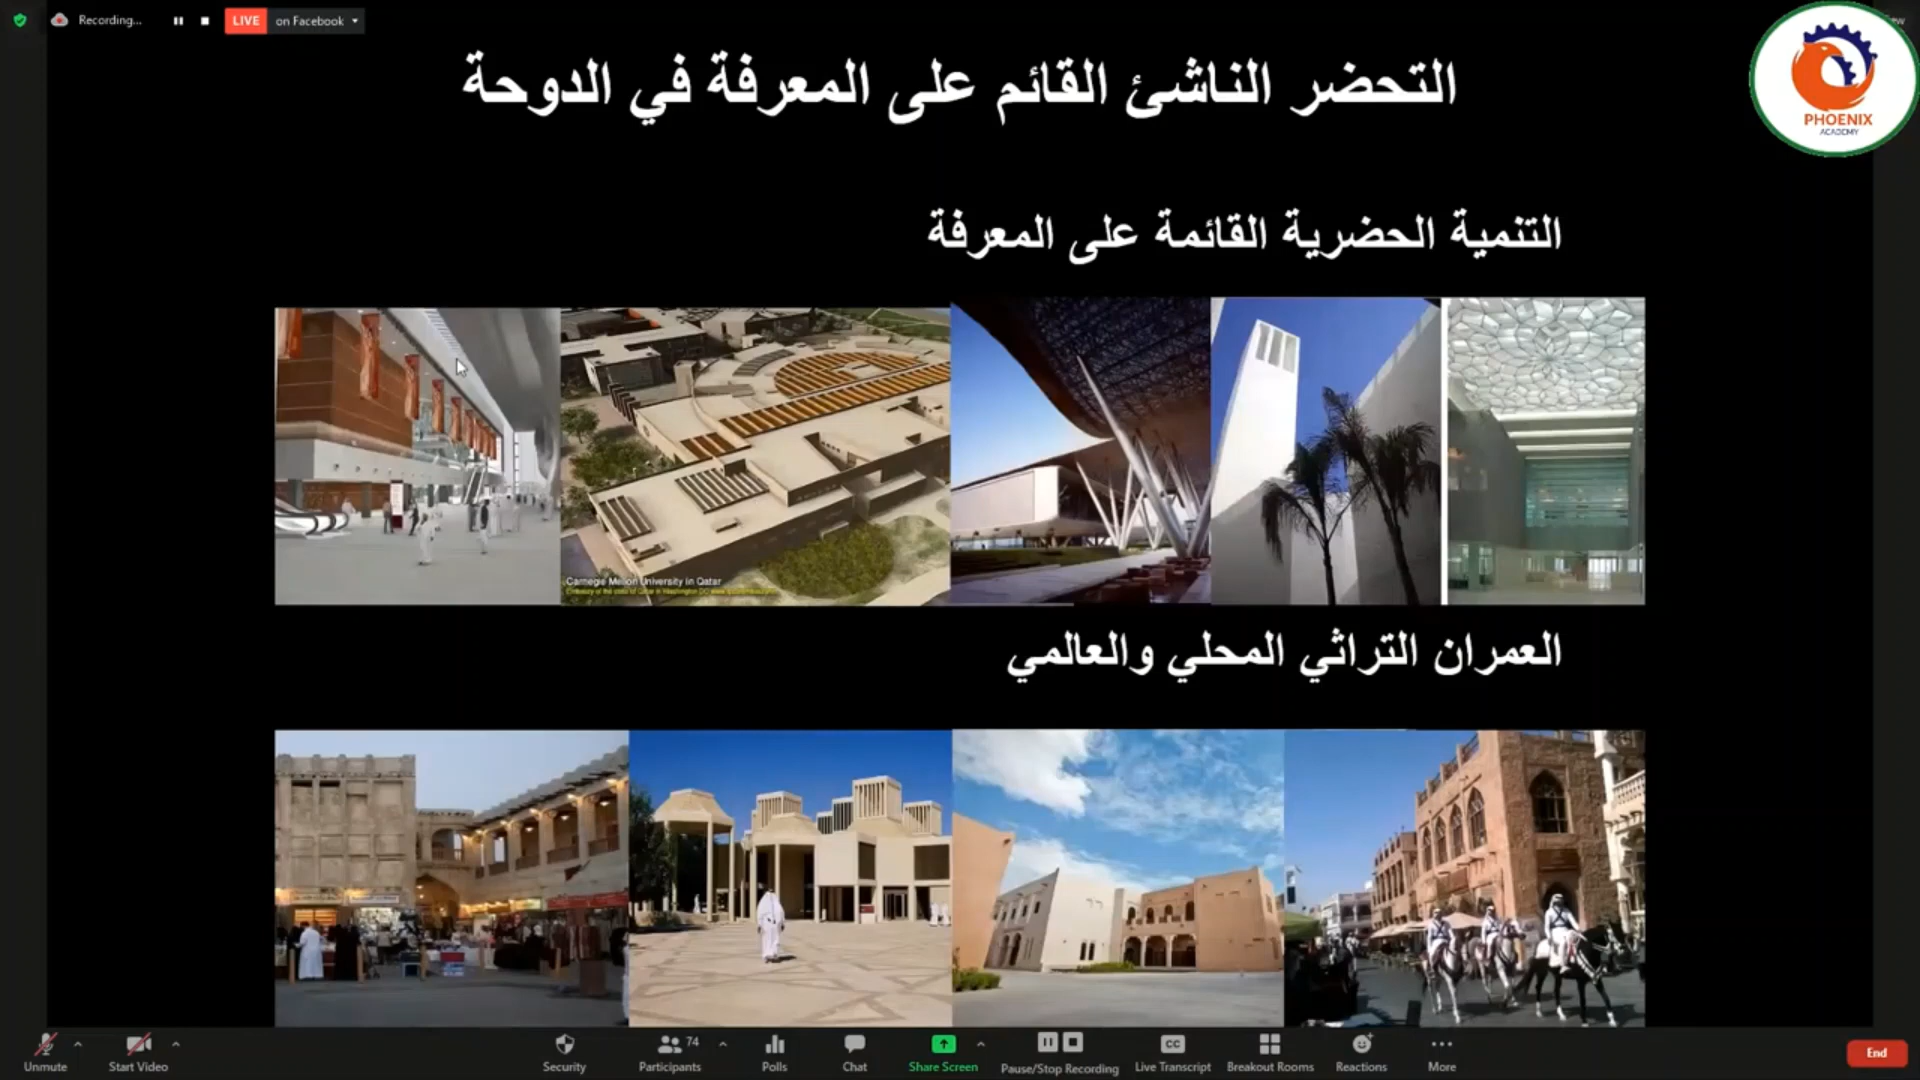 Recording...
LIVE on Facebook
التحضر الناشئ القائم على المعرفة في الدوحة
PHOENIX
ACADEMY
التنمية الحضرية القائمة على المعرفة
Carnegie Mellon University in Qatar
العمران التراثي المحلي والعالمي
Unmute
Start Video
Security
74
Participants
Polls
Chat
Share Screen
Pause/Stop Recording
CC
Live Transcript
Breakout Rooms
Reactions
More
End